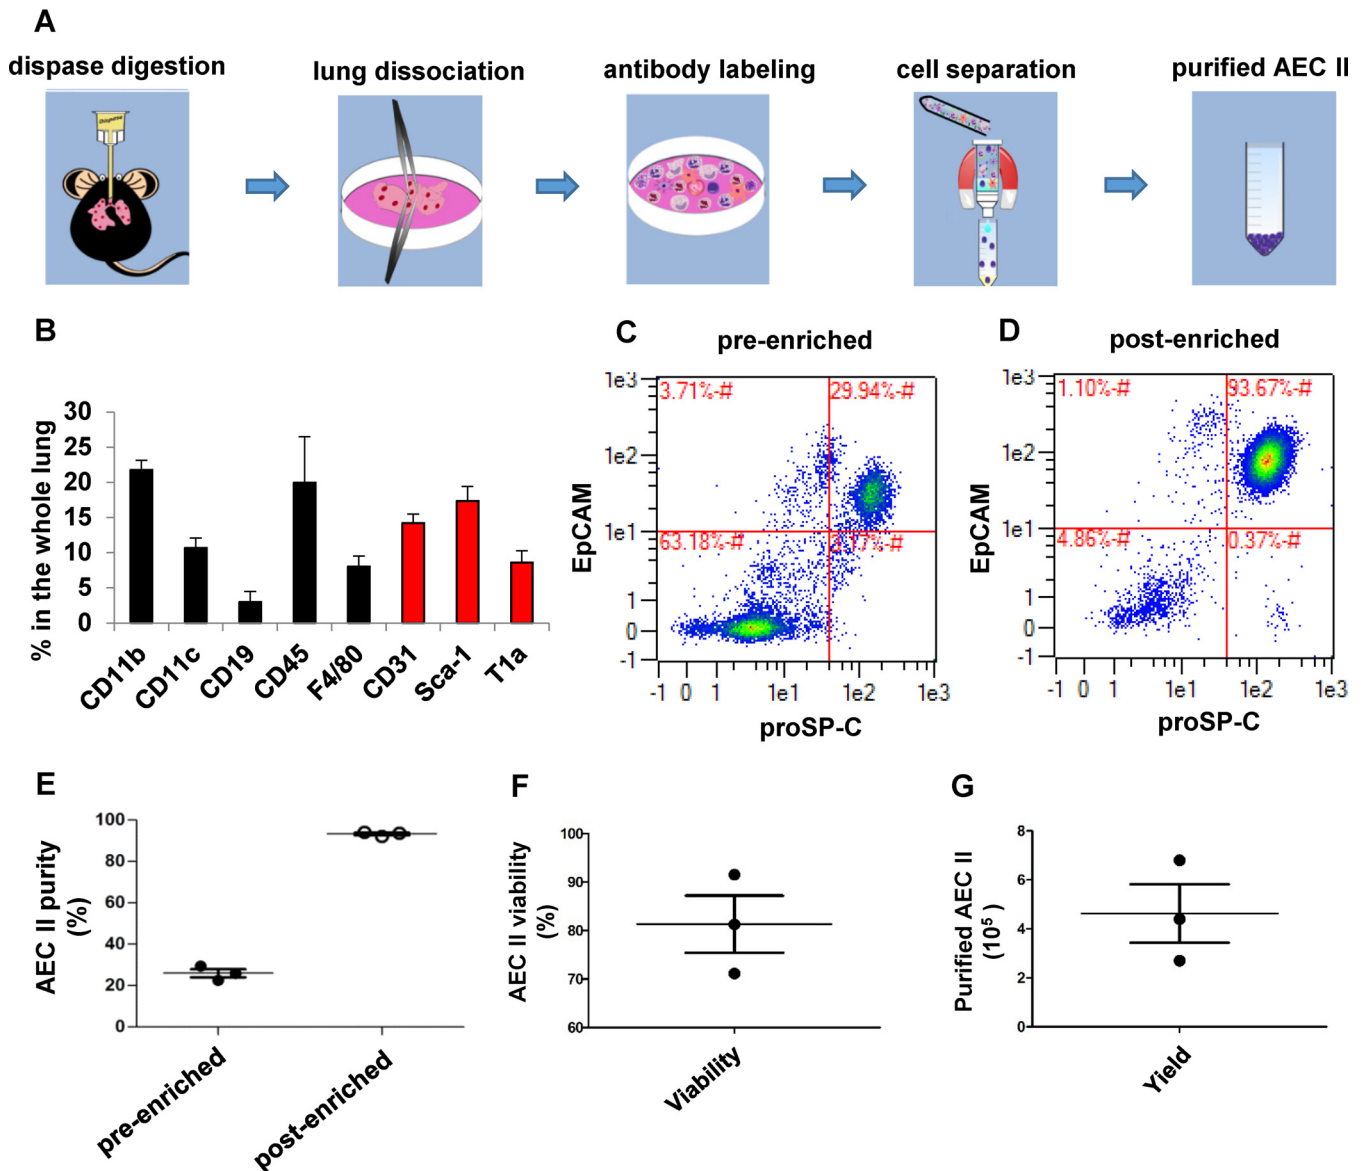 A
dispase digestion
lung dissociation
antibody labeling
cell separation
purified AEC II
Dispase
B
% in the whole lung
30
25
20
15
10
5
0
CD11b
CD11c
CD19
CD45
F4/80
CD31
Sca-1
T1a
C
pre-enriched
EpCAM
1e3
1e2
1e1
1
0
-1
3.71%-#
29.94%-#
63.18%-#
-1 0 1 1e1 1e2 1e3
proSP-C
D
post-enriched
EpCAM
1e3
1e2
1e1
1
0
-1
1.10%-#
93.67%-#
4.86%-#
0.37%-#
-1 0 1 1e1 1e2 1e3
proSP-C
E
AEC II purity
(%)
100
80
60
40
20
0
pre-enriched
post-enriched
F
AEC II viability
(%)
100
90
80
70
60
Viability
G
Purified AEC II
(10⁵ )
8
6
4
2
0
Yield